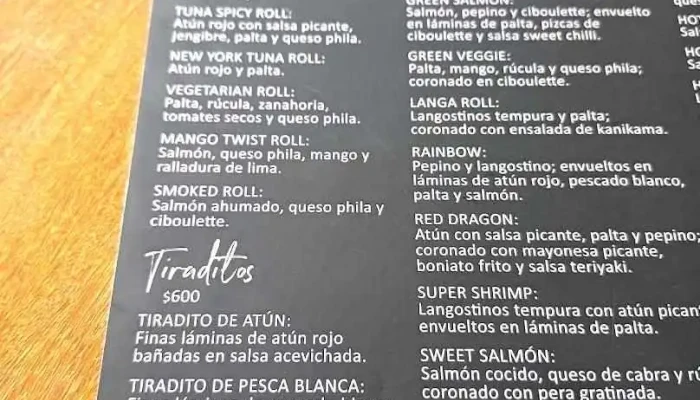 TUNA SPICY ROLL:
Atún rojo con salsa picante,
jengibre, palta y queso phila.
NEW YORK TUNA ROLL:
Atún rojo y palta.
VEGETARIAN ROLL:
Palta, rúcula, zanahoria,
tomates secos y queso phila.
MANGO TWIST ROLL:
Salmón, queso phila, mango y
ralladura de lima.
SMOKED ROLL:
Salmón ahumado, queso phila y
ciboulette.
Tiraditos
$600
TIRADITO DE ATÚN:
Finas láminas de atún rojo
bañadas en salsa acevichada.
TIRADITO DE PESCA BLANCA:
GREEN SALMÓN:
Salmón, pepino y ciboulette; envuelto
en láminas de palta, pizcas de
ciboulette y salsa sweet chilli.
GREEN VEGGIE:
Palta, mango, rúcula y queso phila;
coronado en ciboulette.
LANGA ROLL:
Langostinos tempura y palta;
coronado con ensalada de kanikama.
RAINBOW:
Pepino y langostino; envueltos en
láminas de atún rojo, pescado blanco,
palta y salmón.
RED DRAGON:
Atún con salsa picante, palta y pepino;
coronado con mayonesa picante,
boniato frito y salsa teriyaki.
SUPER SHRIMP:
Langostinos tempura con atún pican
envueltos en láminas de palta.
SWEET SALMÓN:
Salmón cocido, queso de cabra y rú
coronado con pera gratinada.